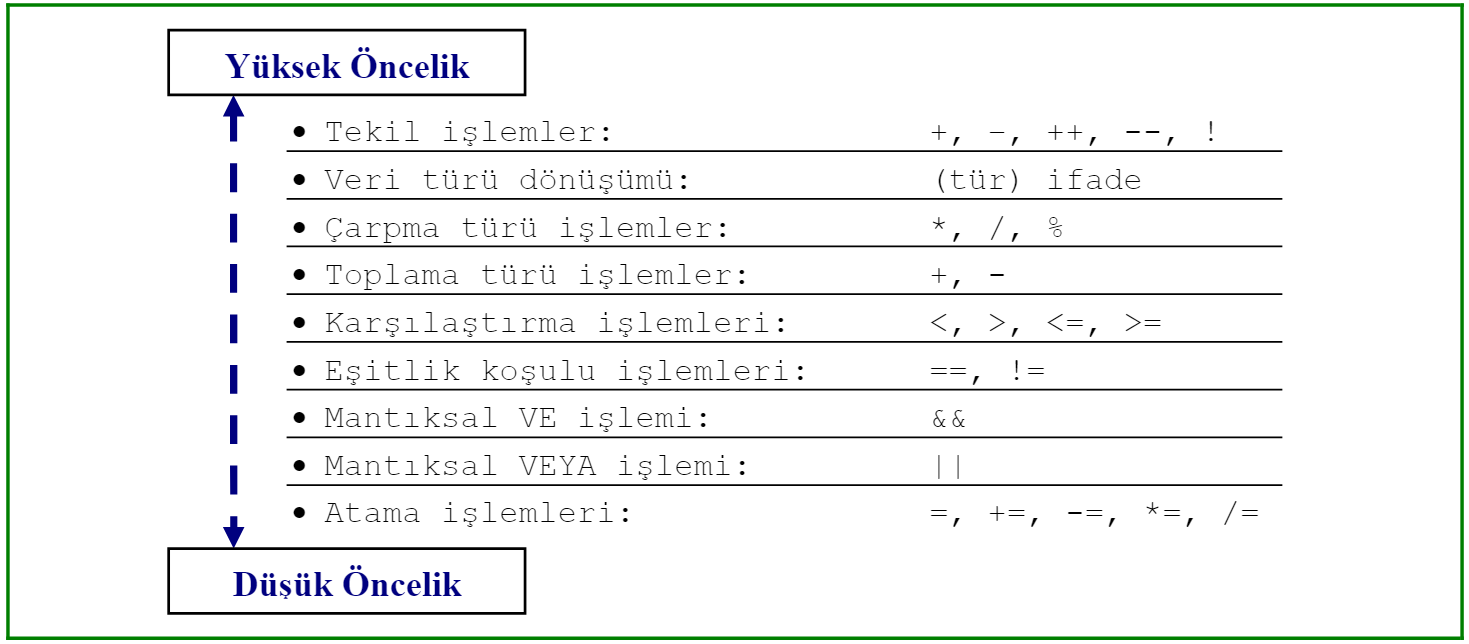 Yüksek Öncelik
• Tekil işlemler: +, –, ++, --, !
• Veri türü dönüşümü: (tür) ifade
• Çarpma türü işlemler: *, /, %
• Toplama türü işlemler: +, -
• Karşılaştırma işlemleri: <, >, <=, >=
• Eşitlik koşulu işlemleri: ==, !=
• Mantıksal VE işlemi: &&
• Mantıksal VEYA işlemi: ||
• Atama işlemleri: =, +=, -=, *=, /=
Düşük Öncelik